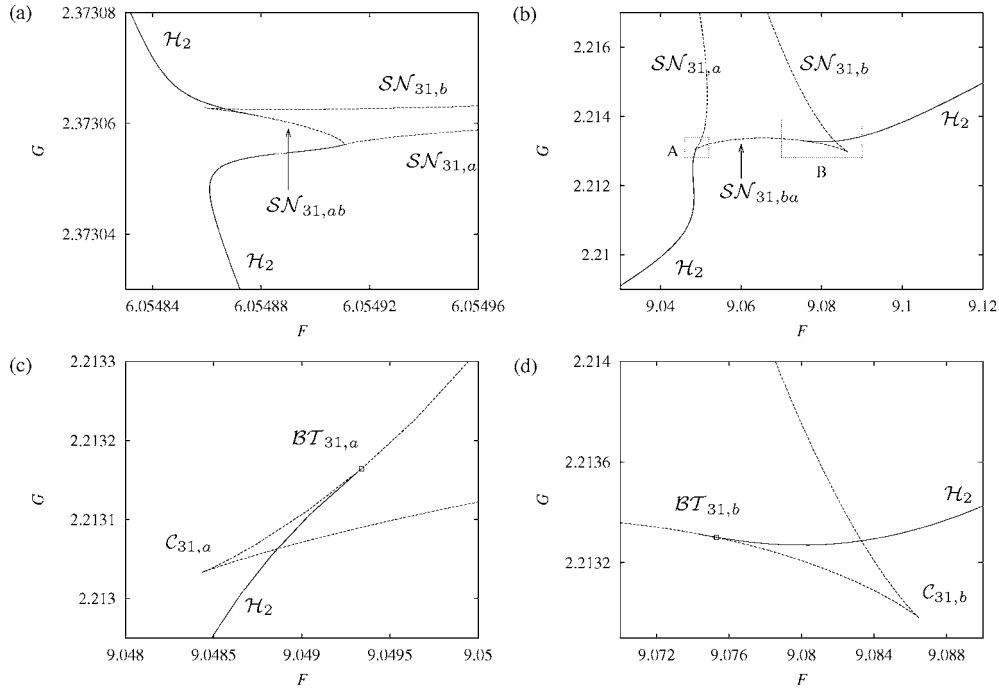 (a)
2.37308
2.37306
2.37304
G
H2
SN31,b
SN31,a
SN31,ab
H2
6.05484
6.05488
6.05492
6.05496
F
(b)
2.216
2.214
2.212
2.21
G
SN31,a
SN31,b
H2
A
B
SN31,ba
H2
9.04
9.06
9.08
9.1
9.12
F
(c)
2.2133
2.2132
2.2131
2.213
G
BT31,a
C31,a
H2
9.048
9.0485
9.049
9.0495
9.05
F
(d)
2.214
2.2136
2.2132
G
BT31,b
H2
C31,b
9.072
9.076
9.08
9.084
9.088
F